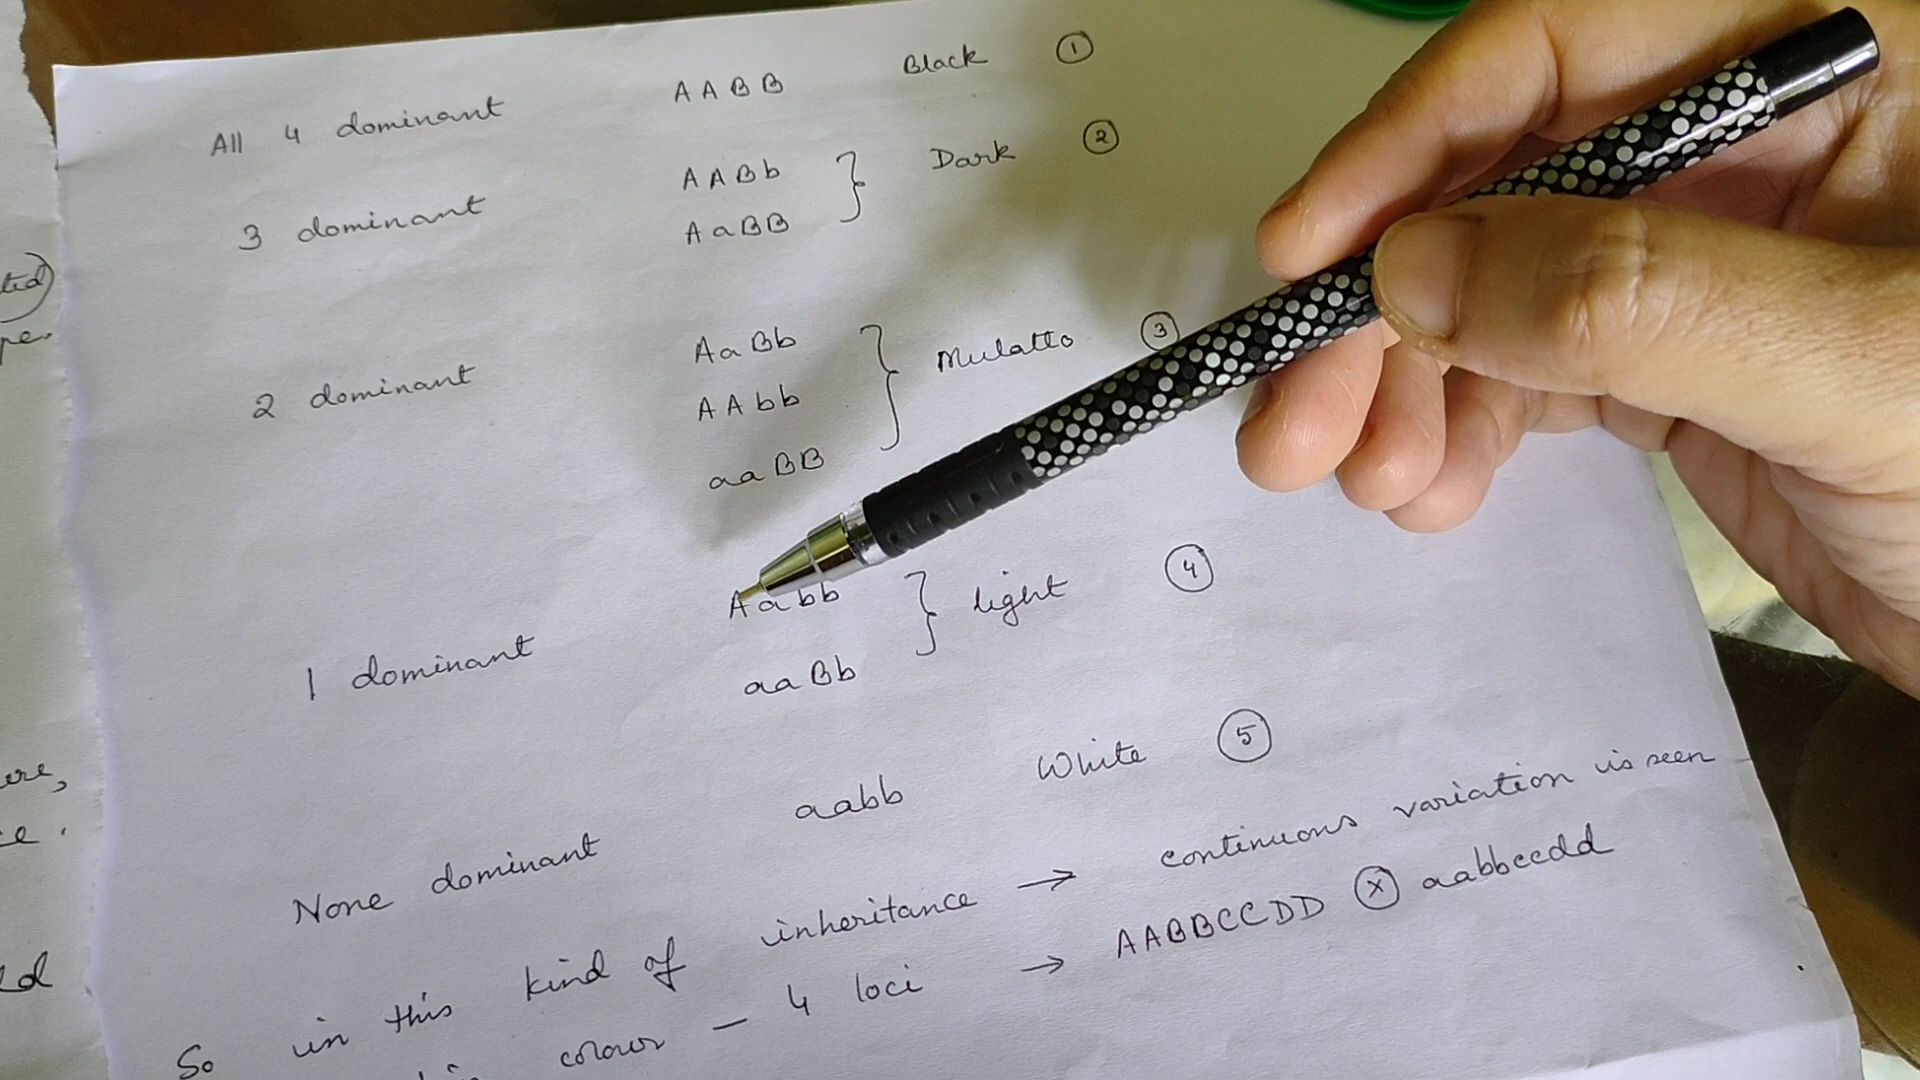 All 4 dominant AABB Black ①
3 dominant AABb } Dark ②
AaBB
2 dominant AaBb } Mulatto ③
AAbb
aaBB
1 dominant Aabb } light ④
aaBb
None dominant aabb White ⑤
So in this kind of inheritance → continuous variation is seen
colour — 4 loci → AABBCCDD ⓧ aabbccdd